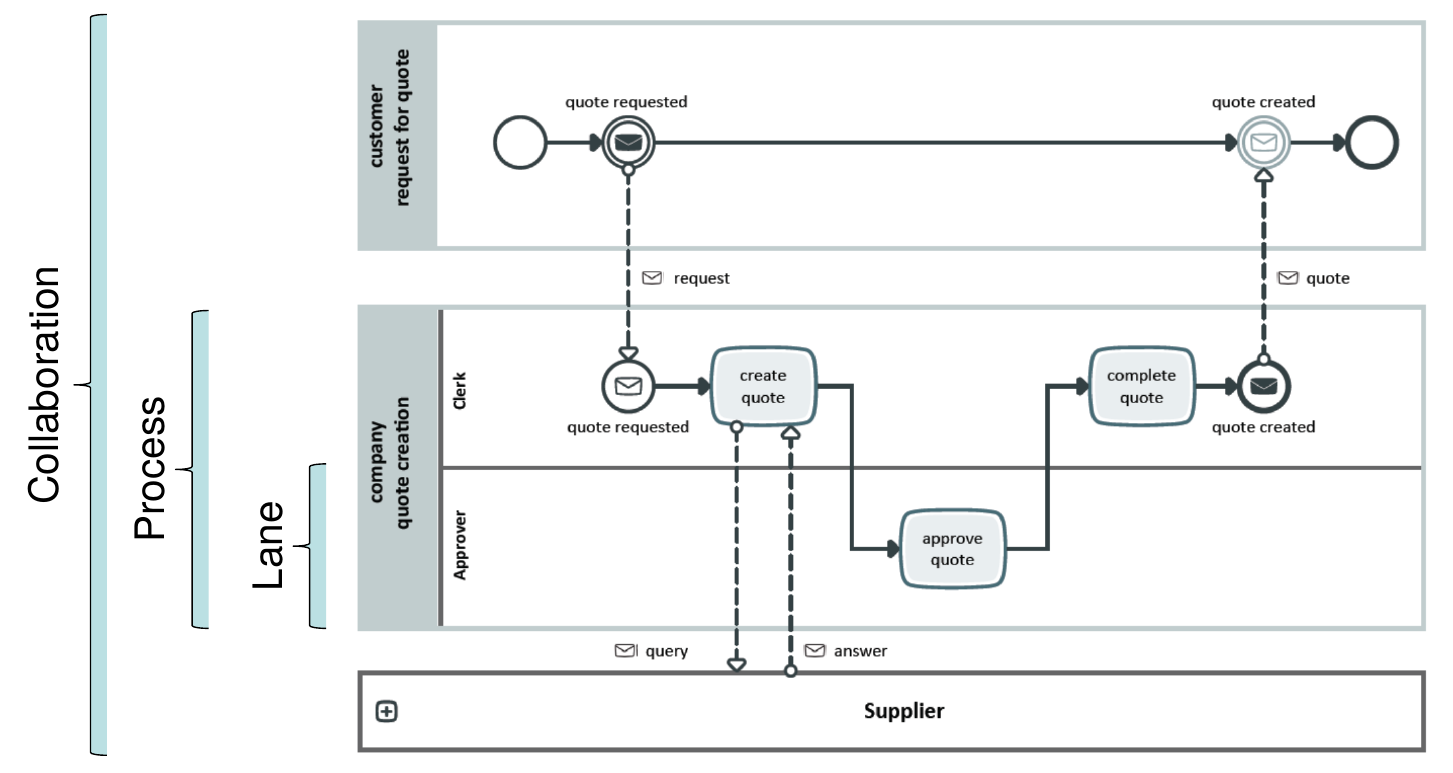 Collaboration
Process
Lane
customer
request for quote
quote requested
quote created
request
quote
company
quote creation
Clerk
create
quote
complete
quote
quote requested
quote created
Approver
approve
quote
query
answer
Supplier